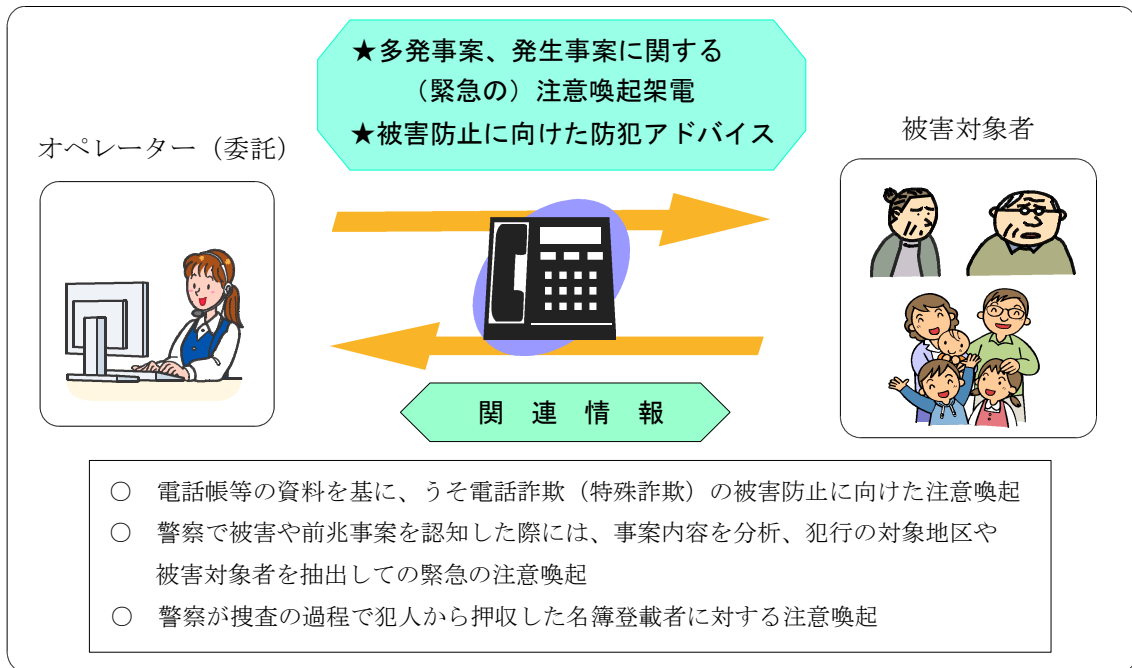 ★多発事案、発生事案に関する
（緊急の）注意喚起架電
★被害防止に向けた防犯アドバイス
オペレーター（委託）
被害対象者
関　連　情　報
○　電話帳等の資料を基に、うそ電話詐欺（特殊詐欺）の被害防止に向けた注意喚起
○　警察で被害や前兆事案を認知した際には、事案内容を分析、犯行の対象地区や
被害対象者を抽出しての緊急の注意喚起
○　警察が捜査の過程で犯人から押収した名簿登載者に対する注意喚起